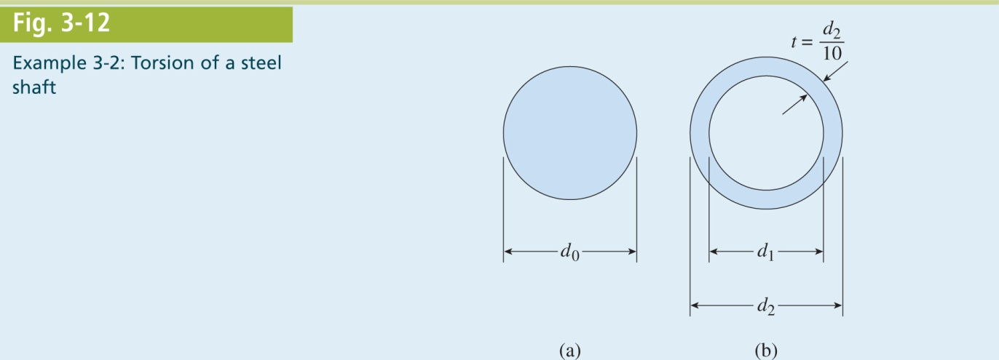 Fig. 3-12
Example 3-2: Torsion of a steel
shaft
t = d₂/10
d₀
d₁
d₂
(a)
(b)